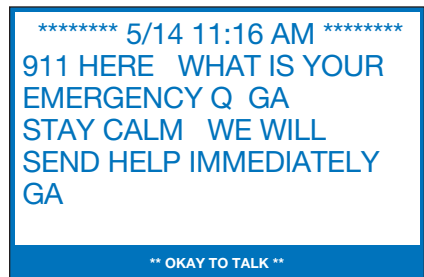 ******** 5/14 11:16 AM ********
911 HERE   WHAT IS YOUR
EMERGENCY Q  GA
STAY CALM   WE WILL
SEND HELP IMMEDIATELY
GA
** OKAY TO TALK **